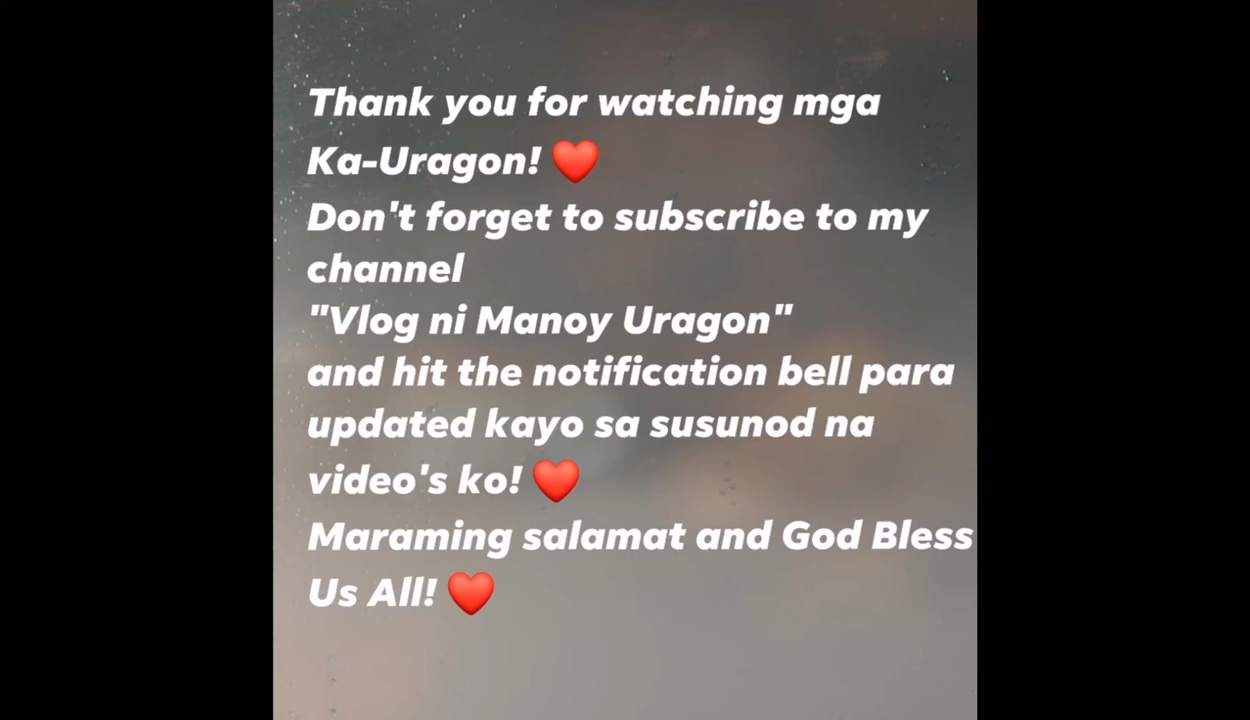 Thank you for watching mga
Ka-Uragon! ❤️
Don't forget to subscribe to my
channel
"Vlog ni Manoy Uragon"
and hit the notification bell para
updated kayo sa susunod na
video's ko! ❤️
Maraming salamat and God Bless
Us All! ❤️